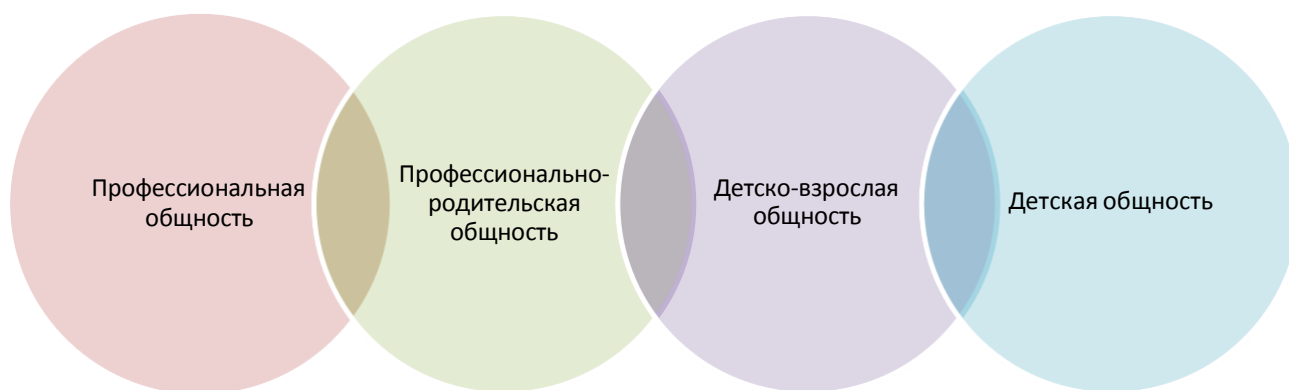 Профессиональная
общность
Профессионально-
родительская
общность
Детско-взрослая
общность
Детская общность